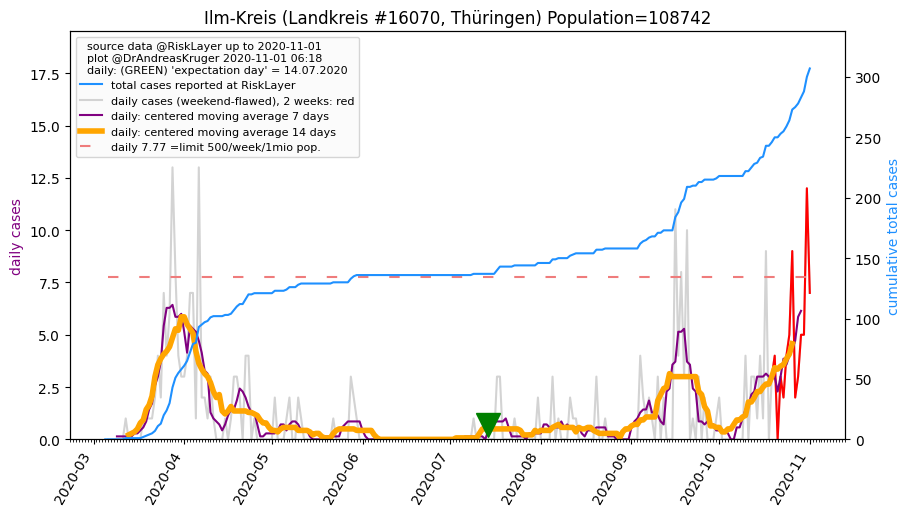 Ilm-Kreis (Landkreis #16070, Thüringen) Population=108742
source data @RiskLayer up to 2020-11-01
plot @DrAndreasKruger 2020-11-01 06:18
daily: (GREEN) 'expectation day' = 14.07.2020
total cases reported at RiskLayer
daily cases (weekend-flawed), 2 weeks: red
daily: centered moving average 7 days
daily: centered moving average 14 days
daily 7.77 =limit 500/week/1mio pop.
daily cases
17.5
15.0
12.5
10.0
7.5
5.0
2.5
0.0
cumulative total cases
300
250
200
150
100
50
0
2020-03
2020-04
2020-05
2020-06
2020-07
2020-08
2020-09
2020-10
2020-11